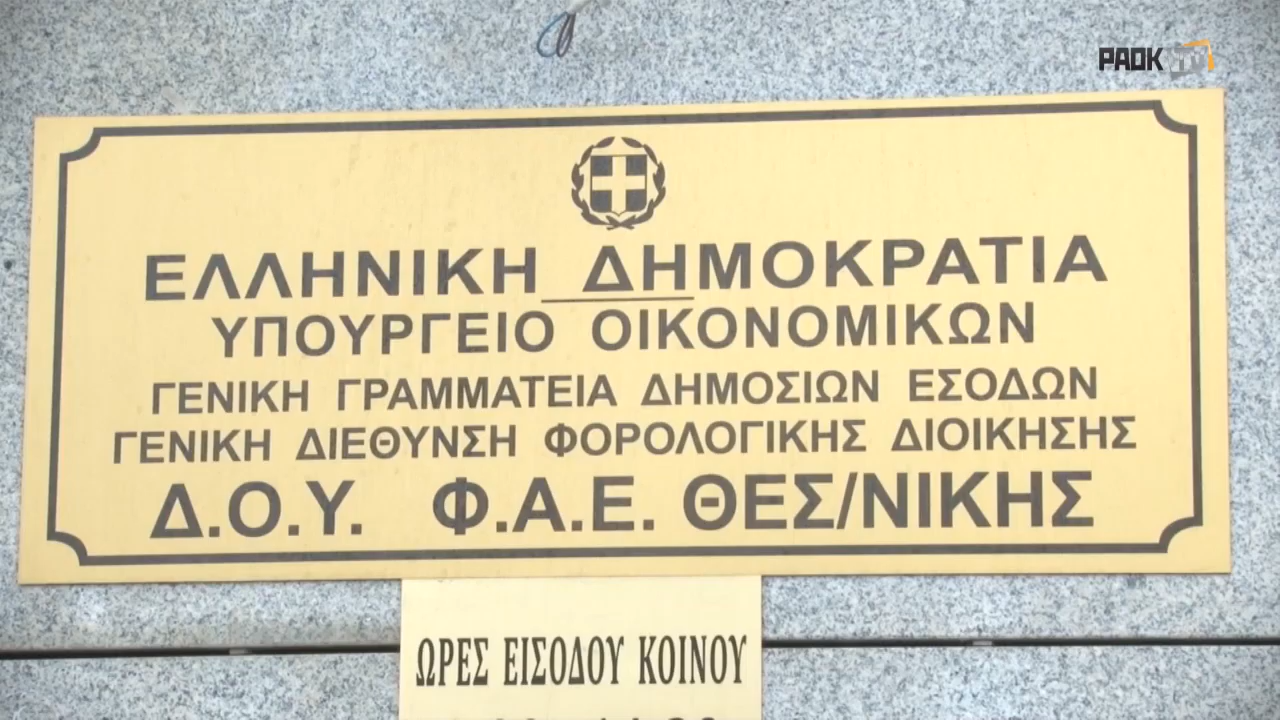 PAOK TV
ΕΛΛΗΝΙΚΗ ΔΗΜΟΚΡΑΤΙΑ
ΥΠΟΥΡΓΕΙΟ ΟΙΚΟΝΟΜΙΚΩΝ
ΓΕΝΙΚΗ ΓΡΑΜΜΑΤΕΙΑ ΔΗΜΟΣΙΩΝ ΕΣΟΔΩΝ
ΓΕΝΙΚΗ ΔΙΕΘΥΝΣΗ ΦΟΡΟΛΟΓΙΚΗΣ ΔΙΟΙΚΗΣΗΣ
Δ.Ο.Υ. Φ.Α.Ε. ΘΕΣ/ΝΙΚΗΣ
ΩΡΕΣ ΕΙΣΟΔΟΥ ΚΟΙΝΟΥ